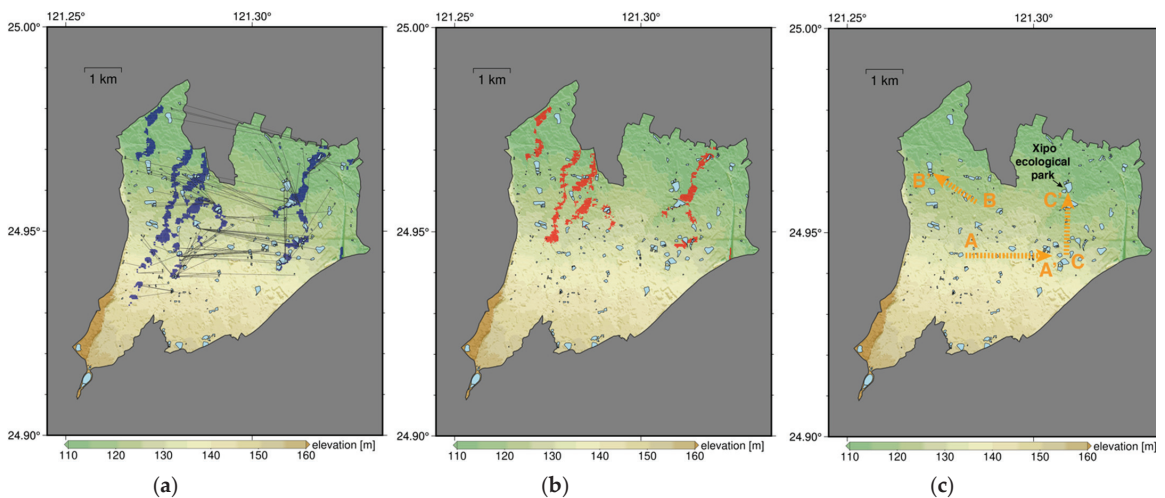 121.25 121.30°
121.25° 121.30°
121.25° 121.30°
25.00°
25.00°
25.00°
1 km
1 km
1 km
Xipo
ecological
park
B'
B
C'
24.95°
24.95°
24.95°
A
A'
C
24.90°
24.90°
24.90°
elevation [m]
elevation [m]
elevation [m]
110 120 130 140 150 160
110 120 130 140 150 160
110 120 130 140 150 160
(a)
(b)
(c)